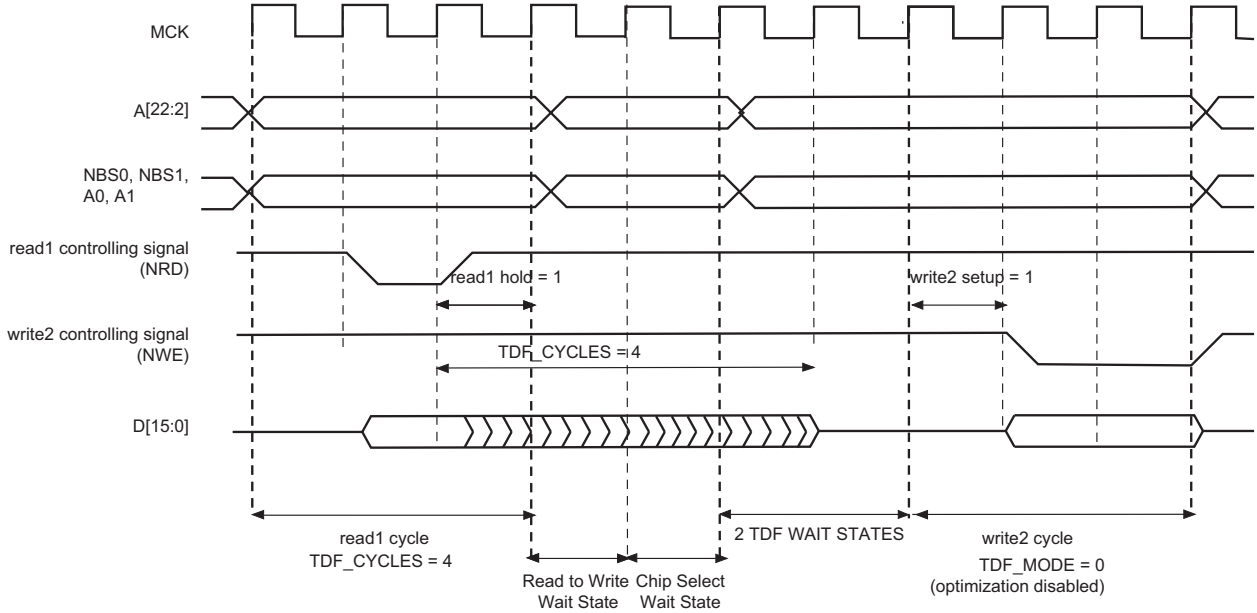 MCK
A[22:2]
NBS0, NBS1,
A0, A1
read1 controlling signal
(NRD)
read1 hold = 1
write2 setup = 1
write2 controlling signal
(NWE)
TDF_CYCLES = 4
D[15:0]
read1 cycle
TDF_CYCLES = 4
Read to Write
Wait State
Chip Select
Wait State
2 TDF WAIT STATES
write2 cycle
TDF_MODE = 0
(optimization disabled)